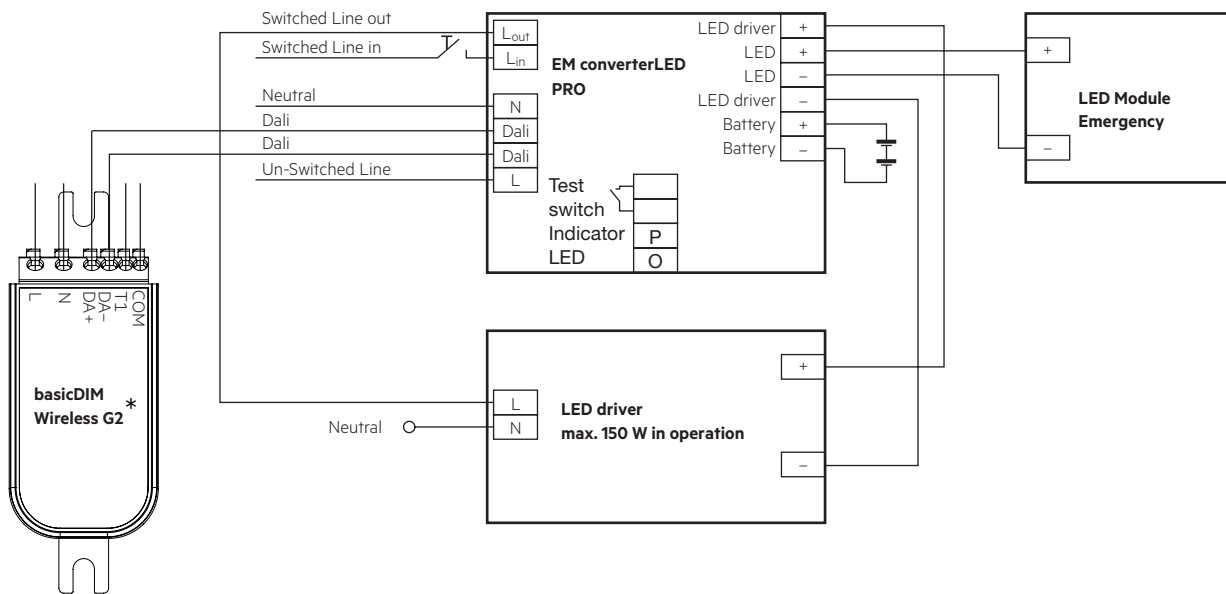 Switched Line out
Switched Line in
Neutral
Dali
Dali
Un-Switched Line
Lout
Lin
N
Dali
Dali
L
EM converterLED
PRO
Test
switch
Indicator
LED
P
O
LED driver +
LED +
LED –
LED driver –
Battery +
Battery –
+
–
LED Module
Emergency
L
N
DA+
DA–
T1
COM
basicDIM
Wireless G2*
Neutral
L
N
LED driver
max. 150 W in operation
+
–